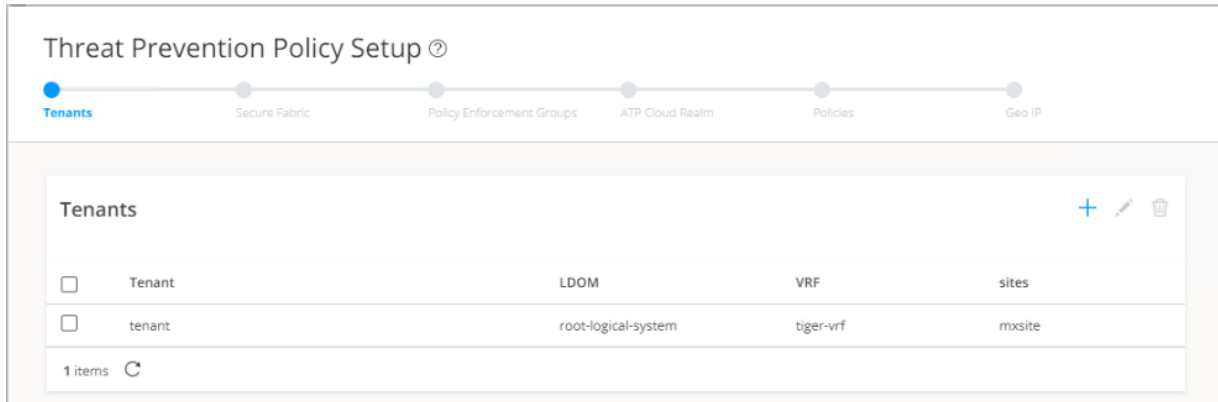 Threat Prevention Policy Setup ?
Tenants Secure Fabric Policy Enforcement Groups ATP Cloud Realm Policies Geo IP
Tenants
Tenant LDOM VRF sites
tenant root-logical-system tiger-vrf mxsite
1 items